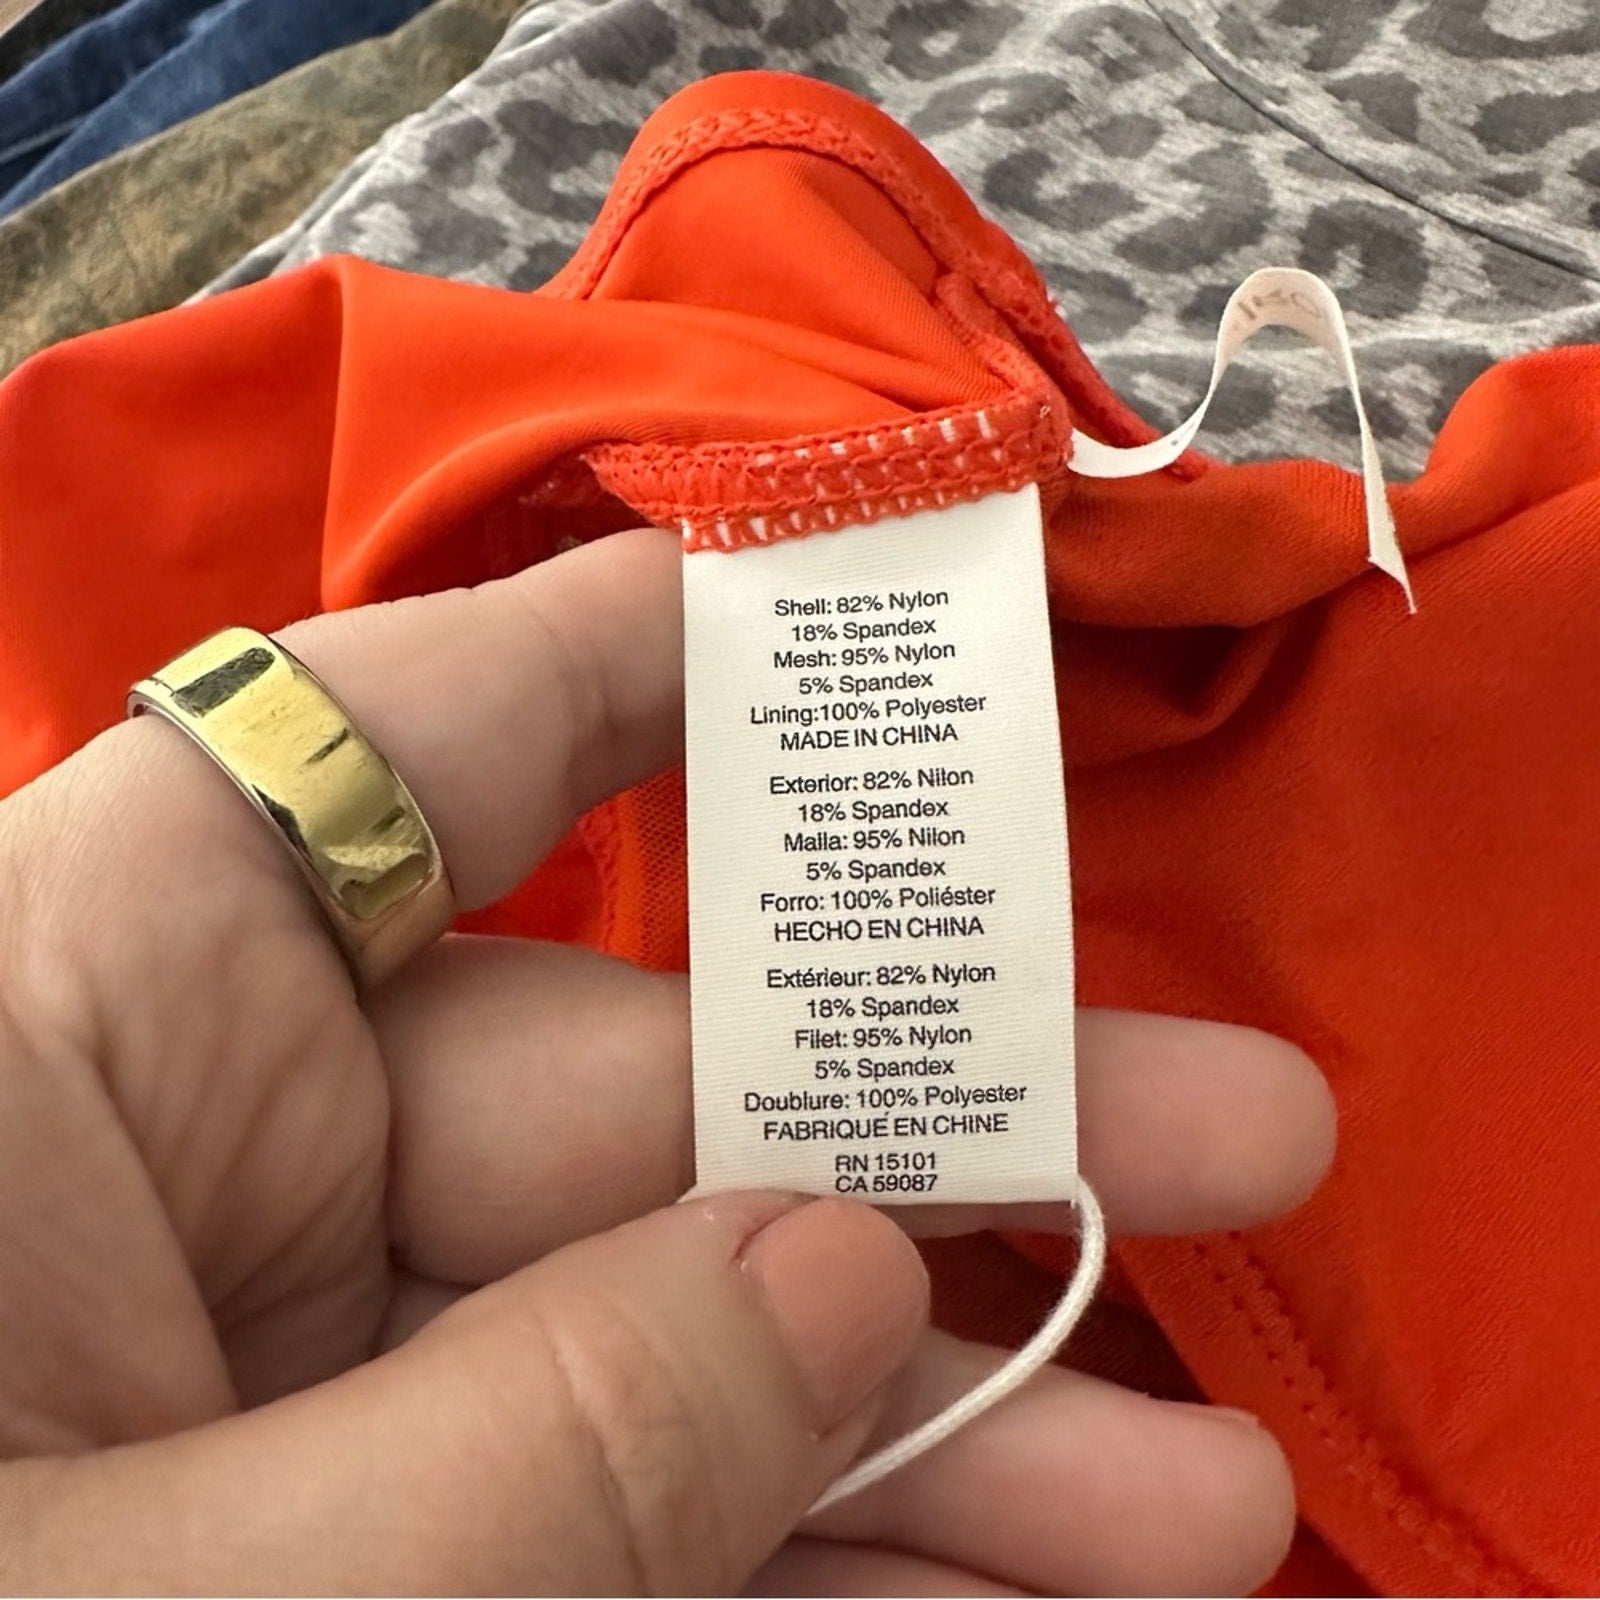 Shell: 82% Nylon
18% Spandex
Mesh: 95% Nylon
5% Spandex
Lining:100% Polyester
MADE IN CHINA
Exterior: 82% Nilon
18% Spandex
Malla: 95% Nilon
5% Spandex
Forro: 100% Poliéster
HECHO EN CHINA
Extérieur: 82% Nylon
18% Spandex
Filet: 95% Nylon
5% Spandex
Doublure: 100% Polyester
FABRIQUÉ EN CHINE
RN 15101
CA 59087